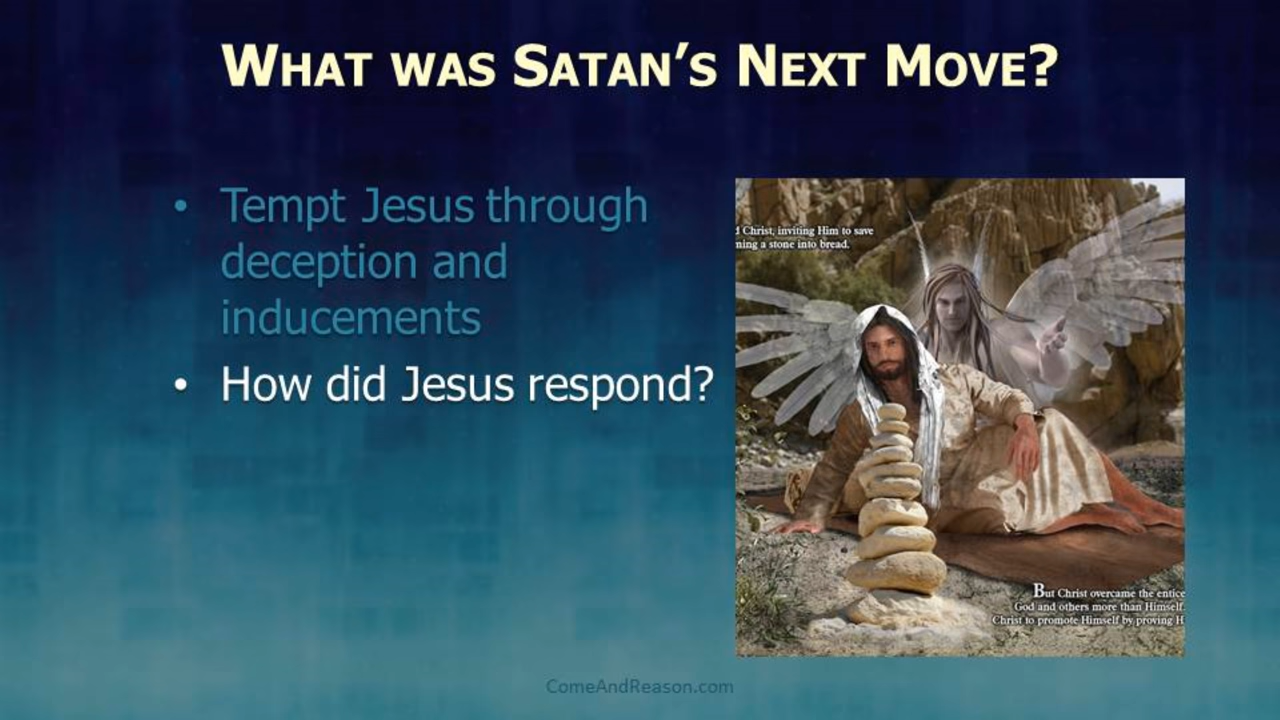 WHAT WAS SATAN'S NEXT MOVE?
• Tempt Jesus through
deception and
inducements
• How did Jesus respond?
d Christ, inviting Him to save
ning a stone into bread.
But Christ overcame the entice
God and others more than Himself.
Christ to promote Himself by proving H
ComeAndReason.com